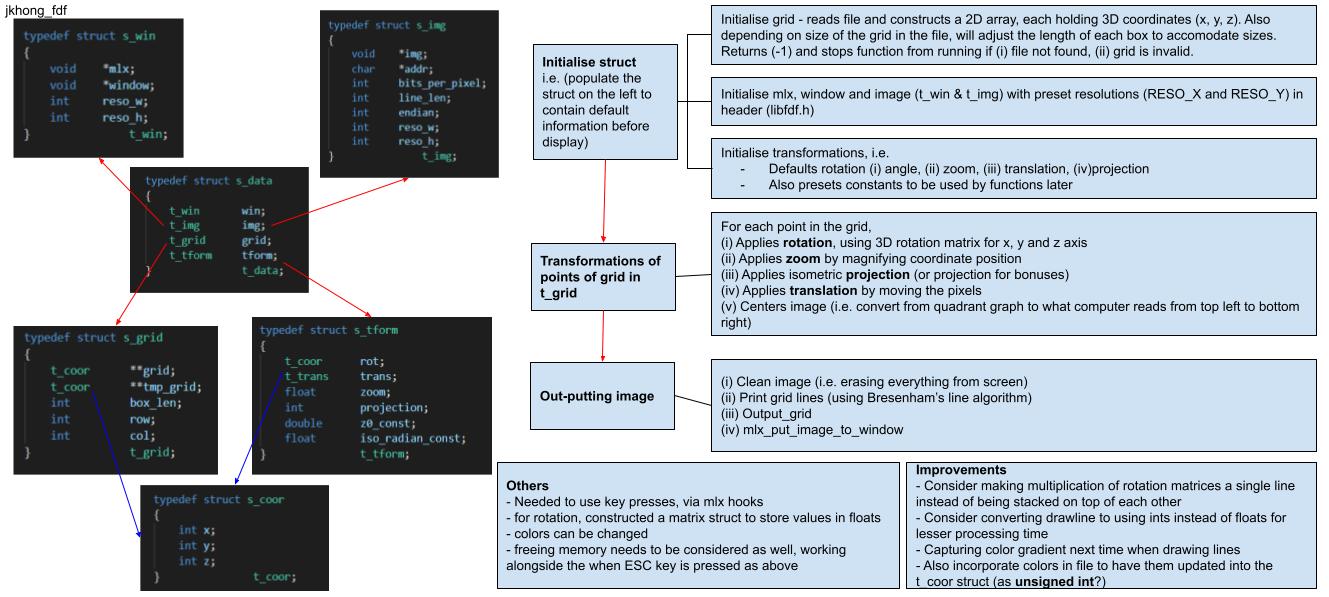 jkhong_fdf
typedef struct s_win
{
void *mlx;
void *window;
int reso_w;
int reso_h;
} t_win;
typedef struct s_img
{
void *img;
char *addr;
int bits_per_pixel;
int line_len;
int endian;
int reso_w;
int reso_h;
} t_img;
typedef struct s_data
{
t_win win;
t_img img;
t_grid grid;
t_tform tform;
} t_data;
typedef struct s_grid
{
t_coor **grid;
t_coor **tmp_grid;
int box_len;
int row;
int col;
} t_grid;
typedef struct s_tform
{
t_coor rot;
t_trans trans;
float zoom;
int projection;
double z0_const;
float iso_radian_const;
} t_tform;
typedef struct s_coor
{
int x;
int y;
int z;
} t_coor;
Initialise struct
i.e. (populate the
struct on the left to
contain default
information before
display)
Initialise grid - reads file and constructs a 2D array, each holding 3D coordinates (x, y, z). Also
depending on size of the grid in the file, will adjust the length of each box to accomodate sizes.
Returns (-1) and stops function from running if (i) file not found, (ii) grid is invalid.
Initialise mlx, window and image (t_win & t_img) with preset resolutions (RESO_X and RESO_Y) in
header (libfdf.h)
Initialise transformations, i.e.
- Defaults rotation (i) angle, (ii) zoom, (iii) translation, (iv)projection
- Also presets constants to be used by functions later
Transformations of
points of grid in
t_grid
For each point in the grid,
(i) Applies rotation, using 3D rotation matrix for x, y and z axis
(ii) Applies zoom by magnifying coordinate position
(iii) Applies isometric projection (or projection for bonuses)
(iv) Applies translation by moving the pixels
(v) Centers image (i.e. convert from quadrant graph to what computer reads from top left to bottom
right)
Out-putting image
(i) Clean image (i.e. erasing everything from screen)
(ii) Print grid lines (using Bresenham's line algorithm)
(iii) Output_grid
(iv) mlx_put_image_to_window
Others
- Needed to use key presses, via mlx hooks
- for rotation, constructed a matrix struct to store values in floats
- colors can be changed
- freeing memory needs to be considered as well, working
alongside the when ESC key is pressed as above
Improvements
- Consider making multiplication of rotation matrices a single line
instead of being stacked on top of each other
- Consider converting drawline to using ints instead of floats for
lesser processing time
- Capturing color gradient next time when drawing lines
- Also incorporate colors in file to have them updated into the
t_coor struct (as unsigned int?)